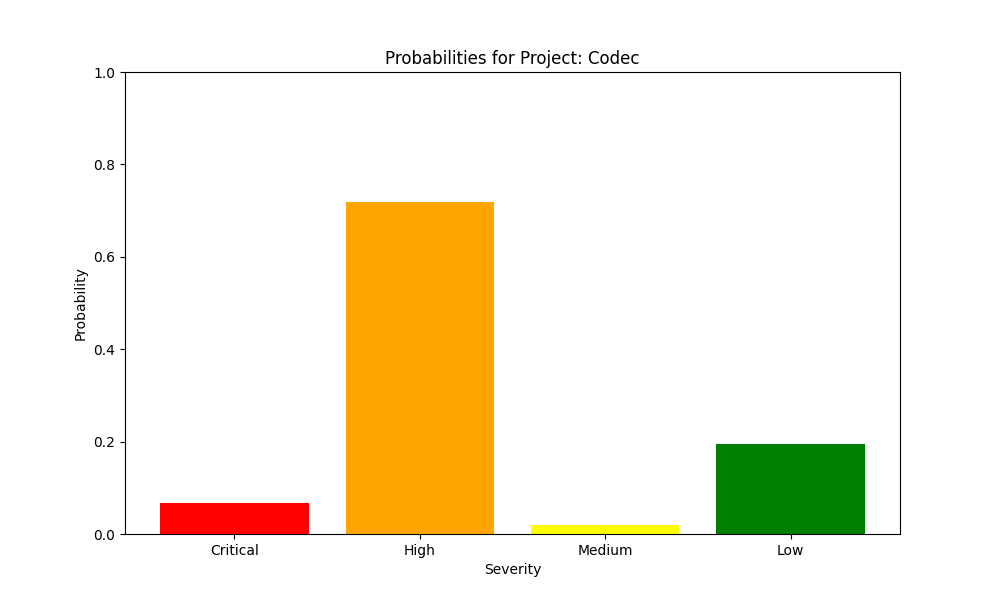 Probabilities for Project: Codec
1.0
0.8
0.6
0.4
0.2
0.0
Probability
Critical
High
Medium
Low
Severity